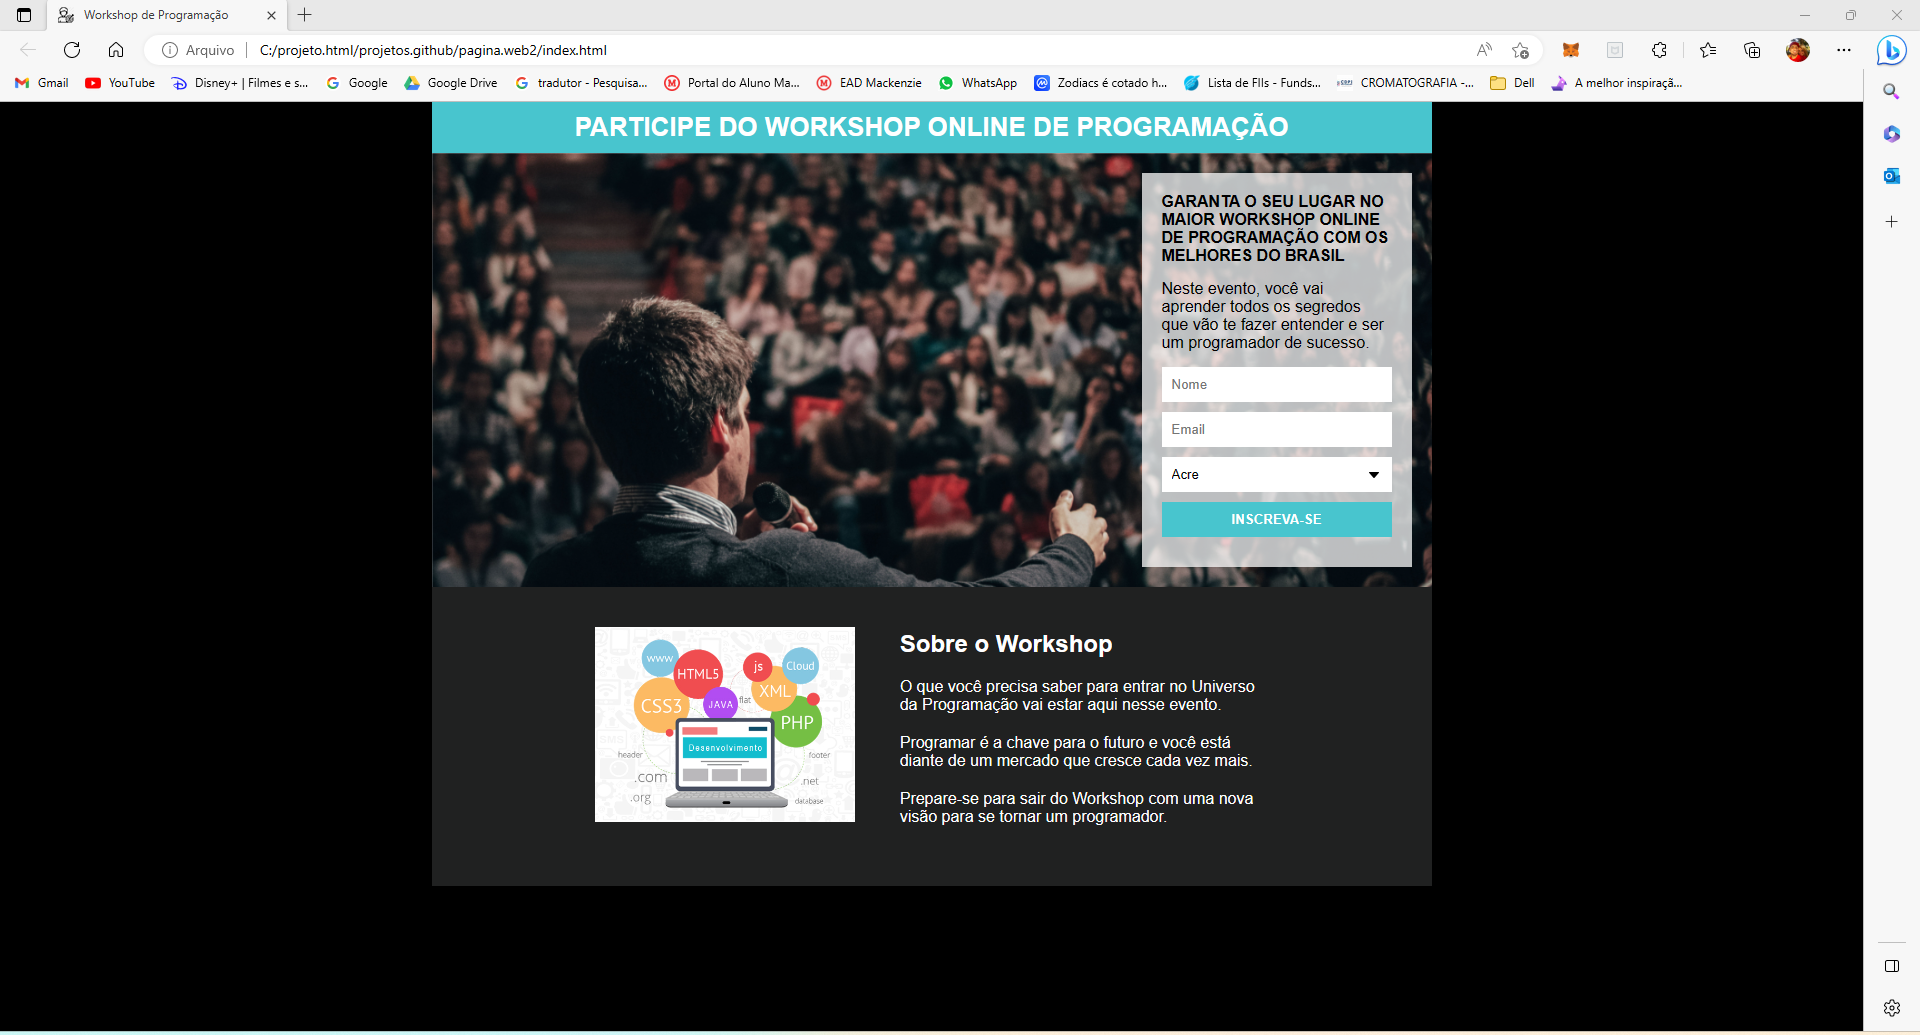 Workshop de Programação
Arquivo
C:/projeto.html/projetos.github/pagina.web2/index.html
Gmail
YouTube
Disney+ | Filmes e s...
Google
Google Drive
tradutor - Pesquisa...
Portal do Aluno Ma...
EAD Mackenzie
WhatsApp
Zodiacs é cotado h...
Lista de FIIs - Funds...
CROMATOGRAFIA -...
Dell
A melhor inspiraçã...
PARTICIPE DO WORKSHOP ONLINE DE PROGRAMAÇÃO
GARANTA O SEU LUGAR NO
MAIOR WORKSHOP ONLINE
DE PROGRAMAÇÃO COM OS
MELHORES DO BRASIL
Neste evento, você vai
aprender todos os segredos
que vão te fazer entender e ser
um programador de sucesso.
Nome
Email
Acre
INSCREVA-SE
www
HTML5
js
Cloud
CSS3
JAVA
flat
XML
PHP
Desenvolvimento
header
footer
.com
.net
.org
database
Sobre o Workshop
O que você precisa saber para entrar no Universo
da Programação vai estar aqui nesse evento.
Programar é a chave para o futuro e você está
diante de um mercado que cresce cada vez mais.
Prepare-se para sair do Workshop com uma nova
visão para se tornar um programador.